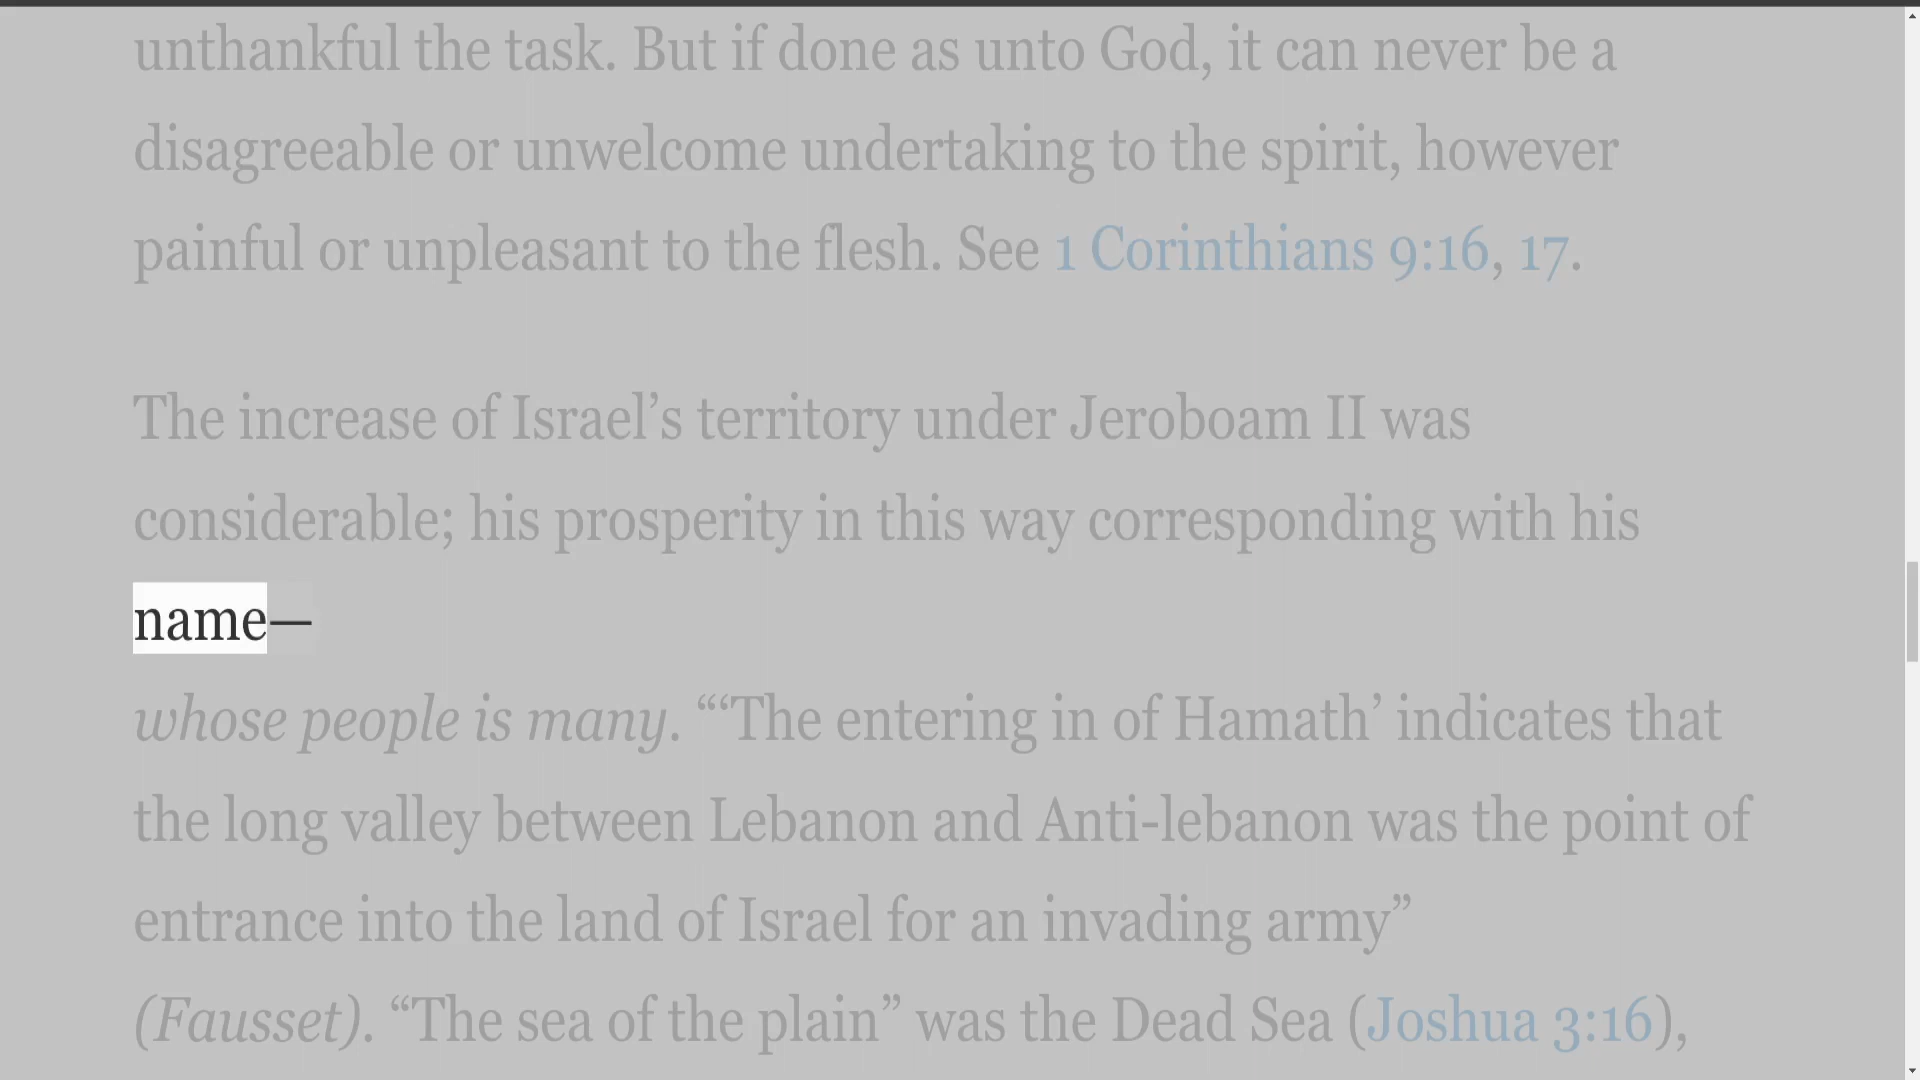 unthankful the task. But if done as unto God, it can never be a
disagreeable or unwelcome undertaking to the spirit, however
painful or unpleasant to the flesh. See 1 Corinthians 9:16, 17.
The increase of Israel’s territory under Jeroboam II was
considerable; his prosperity in this way corresponding with his
name—
whose people is many. “‘The entering in of Hamath’ indicates that
the long valley between Lebanon and Anti-lebanon was the point of
entrance into the land of Israel for an invading army”
(Fausset). “The sea of the plain” was the Dead Sea (Joshua 3:16),